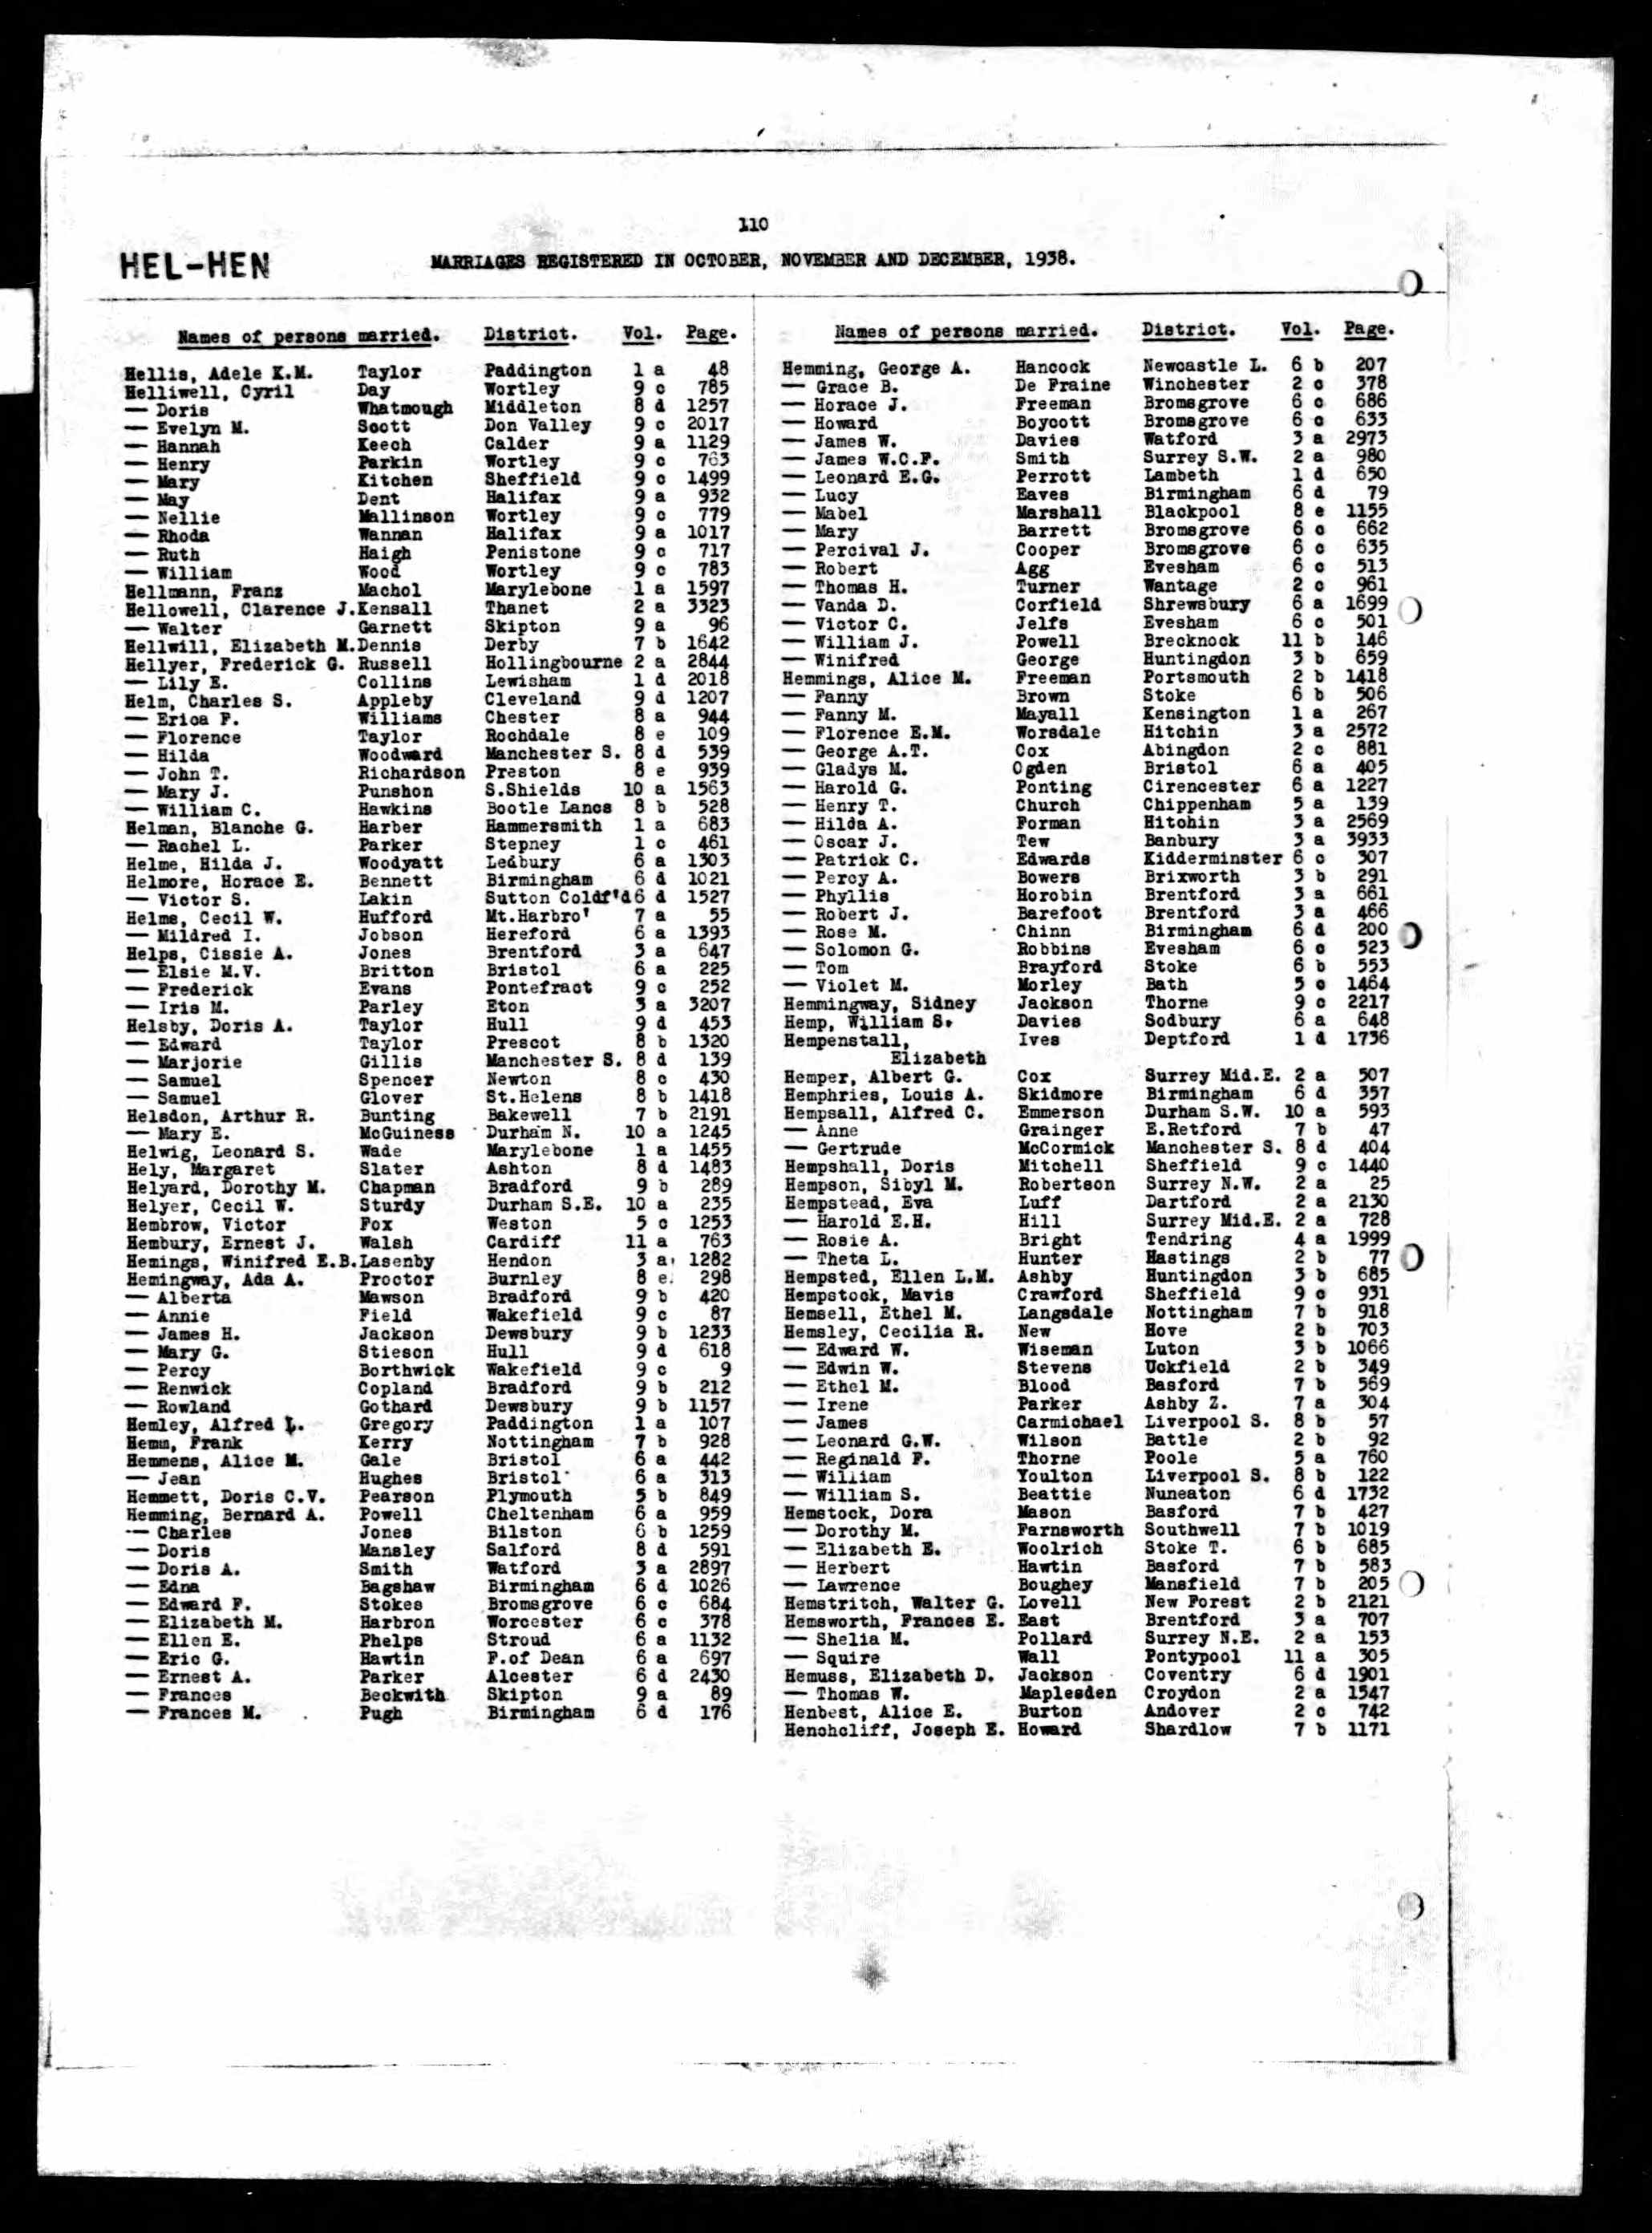 110
HEL-HEN
MARRIAGES REGISTERED IN OCTOBER, NOVEMBER AND DECEMBER, 1938.
Names of persons married. District. Vol. Page.
Hellis, Adele K.M. Taylor Paddington 1 a 48
Helliwell, Cyril Day Wortley 9 c 785
— Doris Whatmough Middleton 8 d 1257
— Evelyn M. Scott Don Valley 9 c 2017
— Hannah Keech Calder 9 a 1129
— Henry Parkin Wortley 9 c 763
— Mary Kitchen Sheffield 9 c 1499
— May Dent Halifax 9 a 932
— Nellie Mallinson Wortley 9 c 779
— Rhoda Wannan Halifax 9 a 1017
— Ruth Haigh Penistone 9 c 717
— William Wood Wortley 9 c 783
Hellmann, Franz Machol Marylebone 1 a 1597
Hellowell, Clarence J. Kensall Thanet 2 a 3323
— Walter Garnett Skipton 9 a 96
Hellwill, Elizabeth M. Dennis Derby 7 b 1642
Hellyer, Frederick G. Russell Hollingbourne 2 a 2844
— Lily E. Collins Lewisham 1 d 2018
Helm, Charles S. Appleby Cleveland 9 d 1207
— Erica F. Williams Chester 8 a 944
— Florence Taylor Rochdale 8 e 109
— Hilda Woodward Manchester S. 8 d 539
— John T. Richardson Preston 8 e 939
— Mary J. Punshon S.Shields 10 a 1563
— William C. Hawkins Bootle Lancs 8 b 528
Helman, Blanche G. Harber Hammersmith 1 a 683
— Rachel L. Parker Stepney 1 c 461
Helme, Hilda J. Woodyatt Ledbury 6 a 1303
Helmore, Horace E. Bennett Birmingham 6 d 1021
— Victor S. Lakin Sutton Coldf'd 6 d 1527
Helms, Cecil W. Hufford Mt.Harbro' 7 a 55
— Mildred I. Jobson Hereford 6 a 1393
Helps, Cissie A. Jones Brentford 3 a 647
— Elsie M.V. Britton Bristol 6 a 225
— Frederick Evans Pontefract 9 c 252
— Iris M. Parley Eton 3 a 3207
Helsby, Doris A. Taylor Hull 9 d 453
— Edward Taylor Prescot 8 b 1320
— Marjorie Gillis Manchester S. 8 d 139
— Samuel Spencer Newton 8 c 430
— Samuel Glover St.Helens 8 b 1418
Helsdon, Arthur R. Bunting Bakewell 7 b 2191
— Mary E. McGuiness Durham N. 10 a 1245
Helwig, Leonard S. Wade Marylebone 1 a 1455
Hely, Margaret Slater Ashton 8 d 1483
Helyard, Dorothy M. Chapman Bradford 9 b 289
Helyer, Cecil W. Sturdy Durham S.E. 10 a 235
Hembrow, Victor Fox Weston 5 c 1253
Hembury, Ernest J. Walsh Cardiff 11 a 763
Hemings, Winifred E.B. Lasenby Hendon 3 a 1282
Hemingway, Ada A. Proctor Burnley 8 e. 298
— Alberta Mawson Bradford 9 b 420
— Annie Field Wakefield 9 c 87
— James H. Jackson Dewsbury 9 b 1233
— Mary G. Stieson Hull 9 d 618
— Percy Borthwick Wakefield 9 c 9
— Renwick Copland Bradford 9 b 212
— Rowland Gothard Dewsbury 9 b 1157
Hemley, Alfred L. Gregory Paddington 1 a 107
Hemm, Frank Kerry Nottingham 7 b 928
Hemmens, Alice M. Gale Bristol 6 a 442
— Jean Hughes Bristol 6 a 313
Hemmett, Doris C.V. Pearson Plymouth 5 b 849
Hemming, Bernard A. Powell Cheltenham 6 a 959
— Charles Jones Bilston 6 b 1259
— Doris Mansley Salford 8 d 591
— Doris A. Smith Watford 3 a 2897
— Edna Bagshaw Birmingham 6 d 1026
— Edward F. Stokes Bromsgrove 6 c 684
— Elizabeth M. Harbron Worcester 6 c 378
— Ellen E. Phelps Stroud 6 a 1132
— Eric G. Hawtin F.of Dean 6 a 697
— Ernest A. Parker Alcester 6 d 2430
— Frances Beckwith Skipton 9 a 89
— Frances M. Pugh Birmingham 6 d 176
Names of persons married. District. Vol. Page.
Hemming, George A. Hancock Newcastle L. 6 b 207
— Grace B. De Fraine Winchester 2 c 378
— Horace J. Freeman Bromsgrove 6 c 686
— Howard Boycott Bromsgrove 6 c 633
— James W. Davies Watford 3 a 2973
— James W.C.F. Smith Surrey S.W. 2 a 980
— Leonard E.G. Perrott Lambeth 1 d 650
— Lucy Eaves Birmingham 6 d 79
— Mabel Marshall Blackpool 8 e 1155
— Mary Barrett Bromsgrove 6 c 662
— Percival J. Cooper Bromsgrove 6 c 635
— Robert Agg Evesham 6 c 513
— Thomas H. Turner Wantage 2 c 961
— Vanda D. Corfield Shrewsbury 6 a 1699
— Victor C. Jelfs Evesham 6 c 501
— William J. Powell Brecknock 11 b 146
— Winifred George Huntingdon 3 b 659
Hemmings, Alice M. Freeman Portsmouth 2 b 1418
— Fanny Brown Stoke 6 b 506
— Fanny M. Mayall Kensington 1 a 267
— Florence E.M. Worsdale Hitchin 3 a 2572
— George A.T. Cox Abingdon 2 c 881
— Gladys M. Ogden Bristol 6 a 405
— Harold G. Ponting Cirencester 6 a 1227
— Henry T. Church Chippenham 5 a 139
— Hilda A. Forman Hitchin 3 a 2569
— Oscar J. Tew Banbury 3 a 3933
— Patrick C. Edwards Kidderminster 6 c 307
— Percy A. Bowers Brixworth 3 b 291
— Phyllis Horobin Brentford 3 a 661
— Robert J. Barefoot Brentford 3 a 466
— Rose M. Chinn Birmingham 6 d 200
— Solomon G. Robbins Evesham 6 c 523
— Tom Brayford Stoke 6 b 553
— Violet M. Morley Bath 5 c 1464
Hemmingway, Sidney Jackson Thorne 9 c 2217
Hemp, William S. Davies Sodbury 6 a 648
Hempenstall, Ives Deptford 1 d 1736
Elizabeth
Hemper, Albert G. Cox Surrey Mid.E. 2 a 507
Hemphries, Louis A. Skidmore Birmingham 6 d 357
Hempsall, Alfred C. Emmerson Durham S.W. 10 a 593
— Anne Grainger E.Retford 7 b 47
— Gertrude McCormick Manchester S. 8 d 404
Hempshall, Doris Mitchell Sheffield 9 c 1440
Hempson, Sibyl M. Robertson Surrey N.W. 2 a 25
Hempstead, Eva Luff Dartford 2 a 2130
— Harold E.H. Hill Surrey Mid.E. 2 a 728
— Rosie A. Bright Tendring 4 a 1999
— Theta L. Hunter Hastings 2 b 77
Hempsted, Ellen L.M. Ashby Huntingdon 3 b 685
Hempstock, Mavis Crawford Sheffield 9 c 931
Hemsell, Ethel M. Langsdale Nottingham 7 b 918
Hemsley, Cecilia R. New Hove 2 b 703
— Edward W. Wiseman Luton 3 b 1066
— Edwin W. Stevens Uckfield 2 b 349
— Ethel M. Blood Basford 7 b 569
— Irene Parker Ashby Z. 7 a 304
— James Carmichael Liverpool S. 8 b 57
— Leonard G.W. Wilson Battle 2 b 92
— Reginald F. Thorne Poole 5 a 760
— William Youlton Liverpool S. 8 b 122
— William S. Beattie Nuneaton 6 d 1732
Hemstock, Dora Mason Basford 7 b 427
— Dorothy M. Farnsworth Southwell 7 b 1019
— Elizabeth E. Woolrich Stoke T. 6 b 685
— Herbert Hawtin Basford 7 b 583
— Lawrence Boughey Mansfield 7 b 205
Hemstritch, Walter G. Lovell New Forest 2 b 2121
Hemsworth, Frances E. East Brentford 3 a 707
— Shelia M. Pollard Surrey N.E. 2 a 153
— Squire Wall Pontypool 11 a 305
Hemuss, Elizabeth D. Jackson Coventry 6 d 1901
— Thomas W. Maplesden Croydon 2 a 1547
Henbest, Alice E. Burton Andover 2 c 742
Henchcliff, Joseph E. Howard Shardlow 7 b 1171